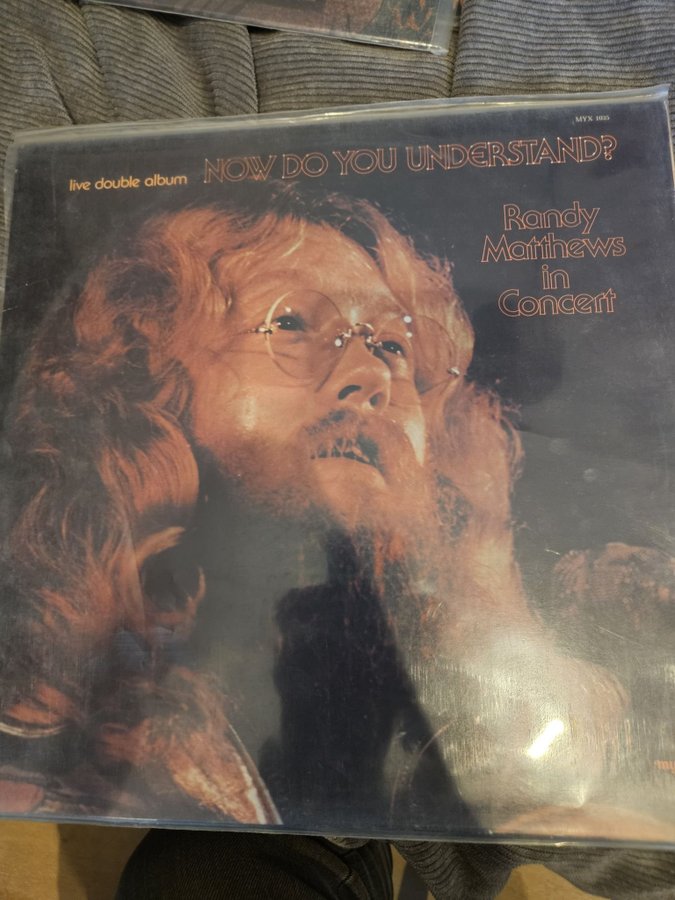 MYX 1035
live double album NOW DO YOU UNDERSTAND?
Randy
Matthews
in
Concert